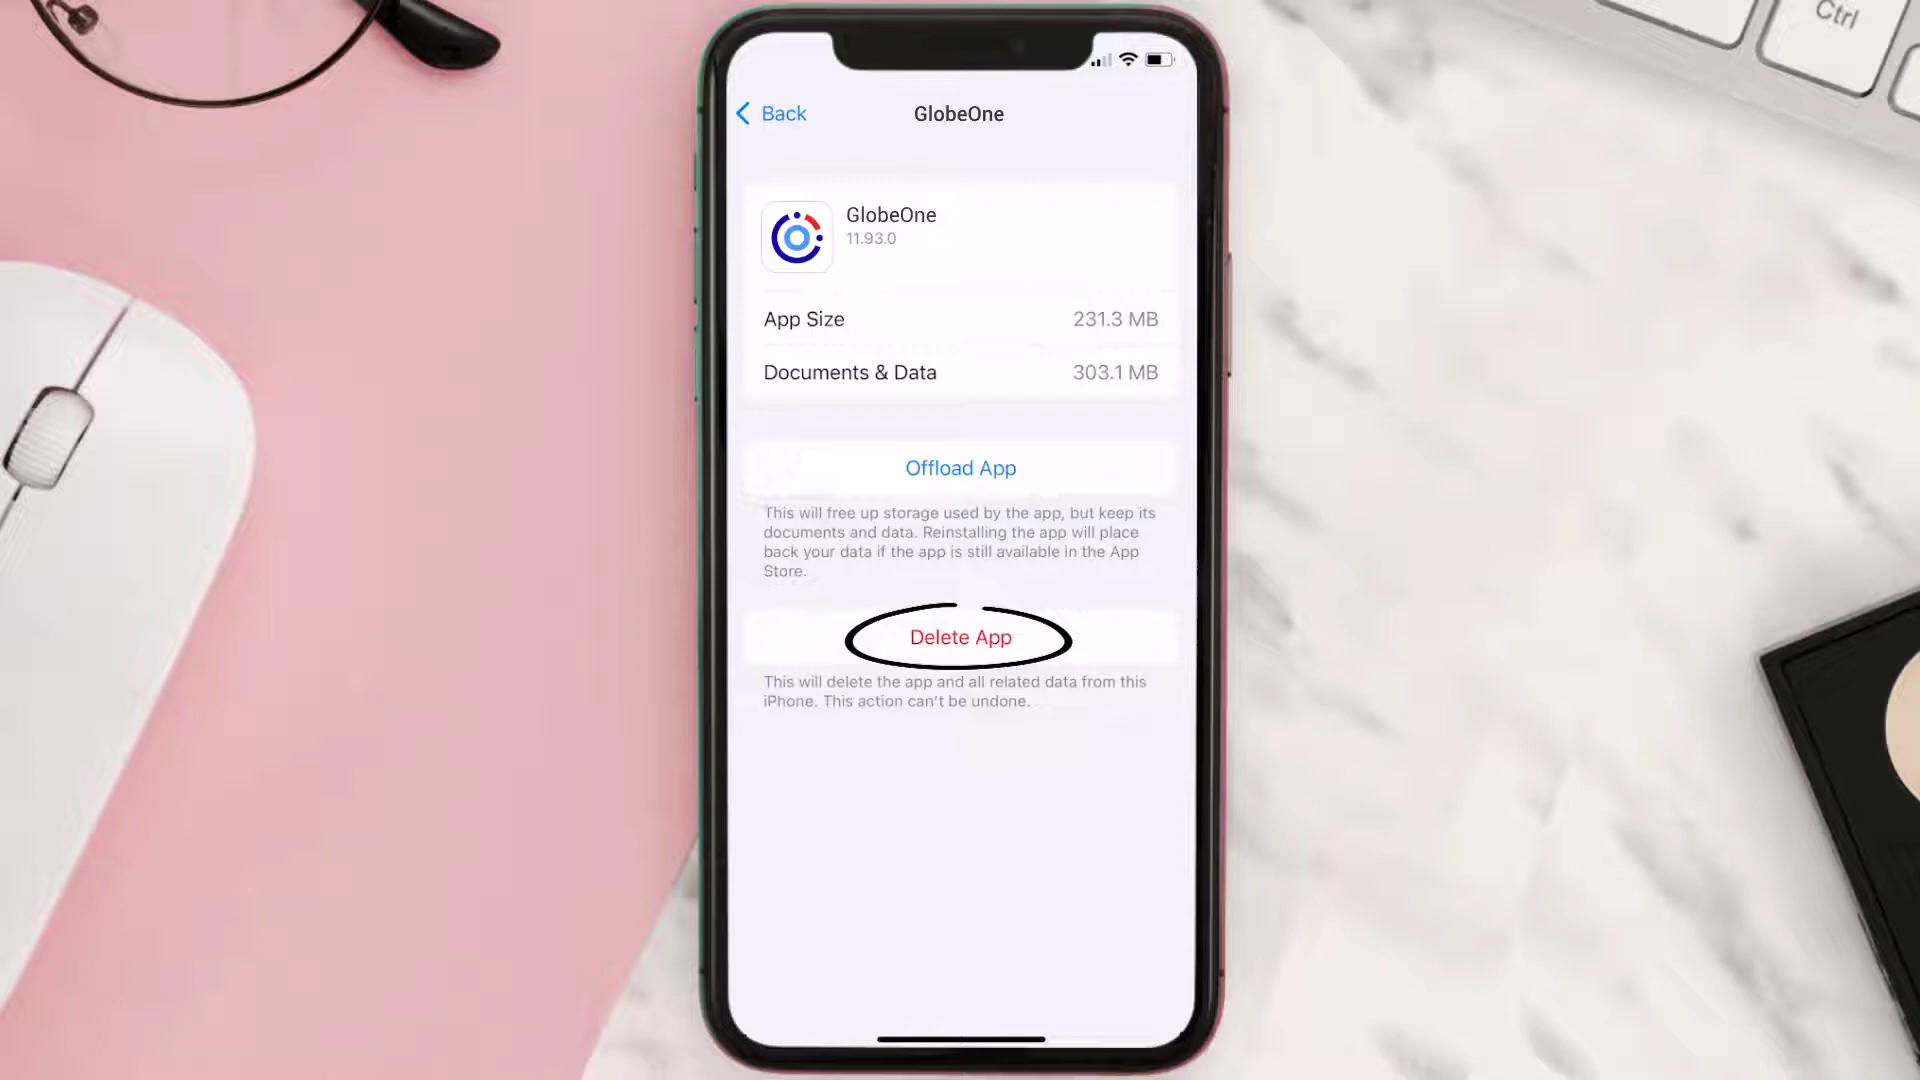 Ctrl
Back
GlobeOne
GlobeOne
11.93.0
App Size 231.3 MB
Documents & Data 303.1 MB
Offload App
This will free up storage used by the app, but keep its
documents and data. Reinstalling the app will place
back your data if the app is still available in the App
Store.
Delete App
This will delete the app and all related data from this
iPhone. This action can't be undone.